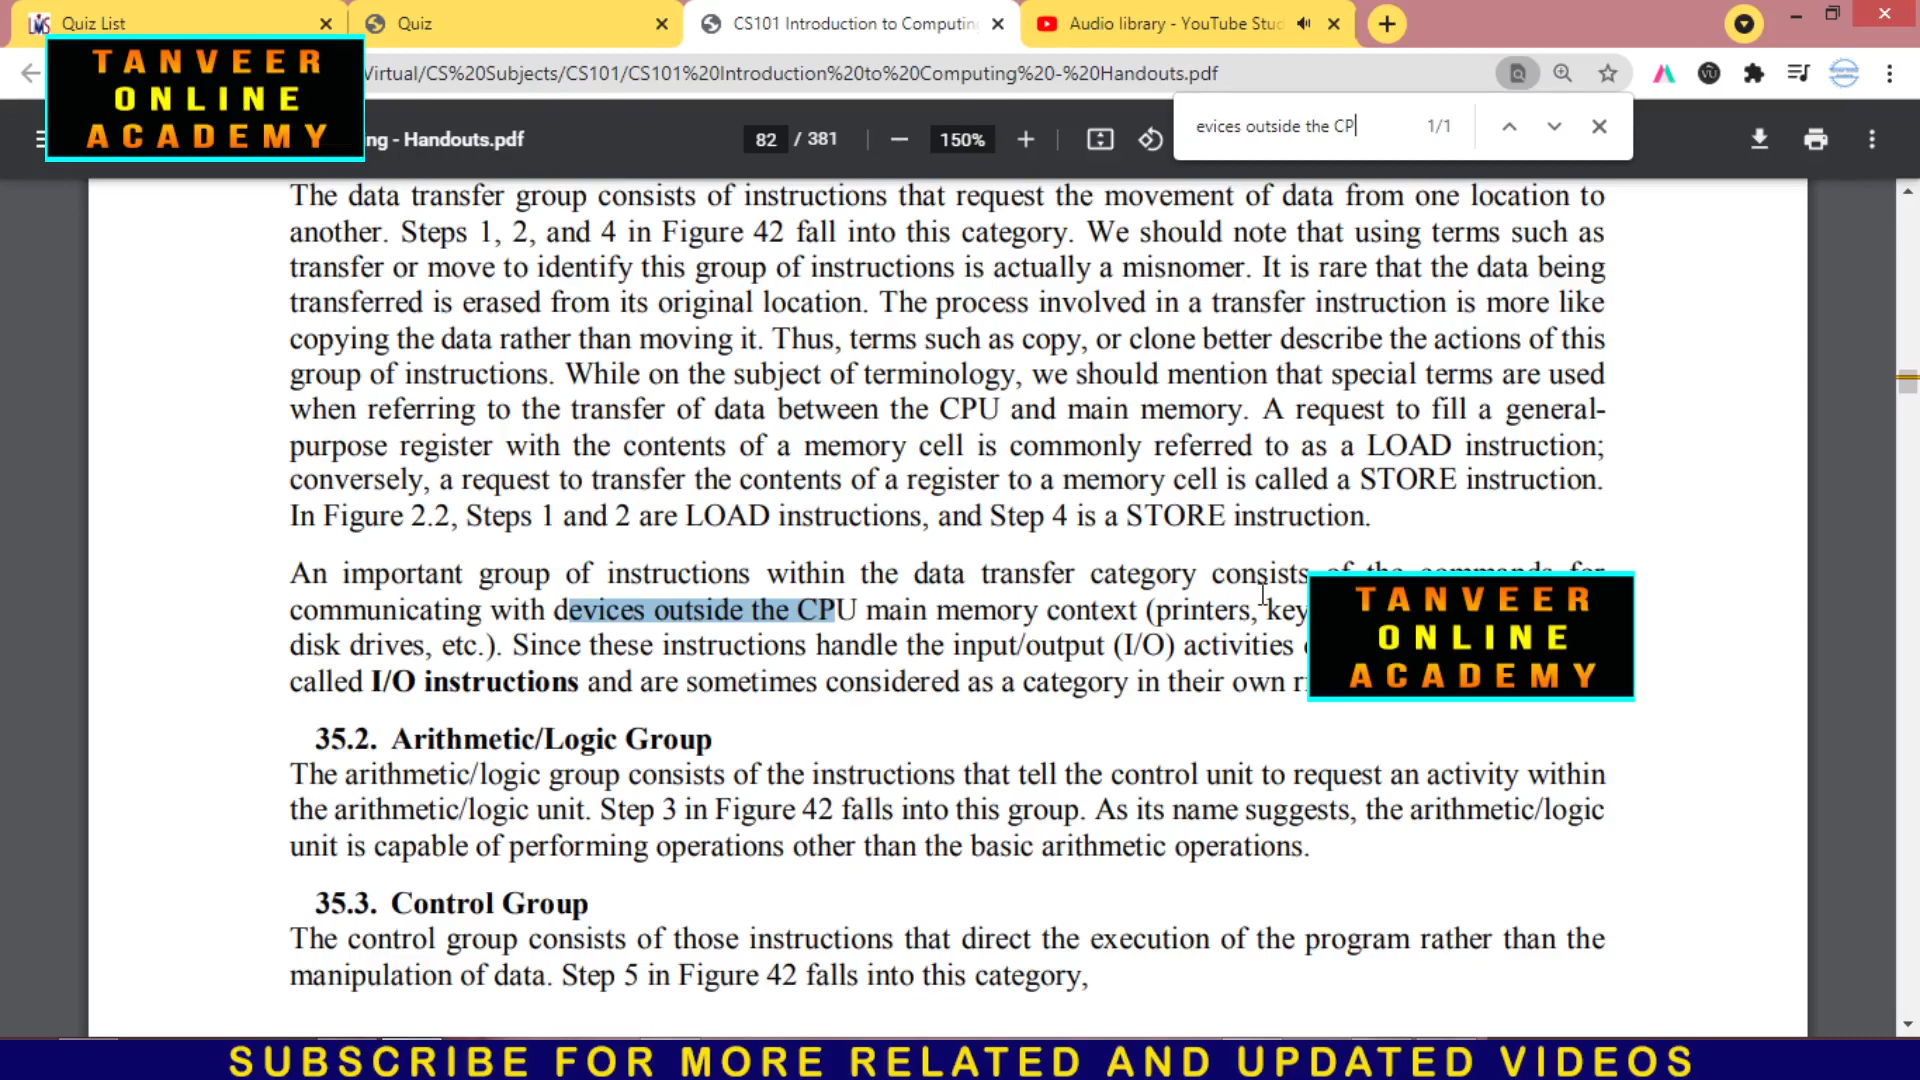 Quiz List
Quiz
CS101 Introduction to Computin
Audio library - YouTube Stud
TANVEER
ONLINE
ACADEMY
Virtual/CS%20Subjects/CS101/CS101%20Introduction%20to%20Computing%20-%20Handouts.pdf
evices outside the CP
1/1
ng - Handouts.pdf
82 / 381
150%
The data transfer group consists of instructions that request the movement of data from one location to
another. Steps 1, 2, and 4 in Figure 42 fall into this category. We should note that using terms such as
transfer or move to identify this group of instructions is actually a misnomer. It is rare that the data being
transferred is erased from its original location. The process involved in a transfer instruction is more like
copying the data rather than moving it. Thus, terms such as copy, or clone better describe the actions of this
group of instructions. While on the subject of terminology, we should mention that special terms are used
when referring to the transfer of data between the CPU and main memory. A request to fill a general-
purpose register with the contents of a memory cell is commonly referred to as a LOAD instruction;
conversely, a request to transfer the contents of a register to a memory cell is called a STORE instruction.
In Figure 2.2, Steps 1 and 2 are LOAD instructions, and Step 4 is a STORE instruction.
An important group of instructions within the data transfer category consists of the commands for
communicating with devices outside the CPU main memory context (printers, key
disk drives, etc.). Since these instructions handle the input/output (I/O) activities
called I/O instructions and are sometimes considered as a category in their own
TANVEER
ONLINE
ACADEMY
35.2. Arithmetic/Logic Group
The arithmetic/logic group consists of the instructions that tell the control unit to request an activity within
the arithmetic/logic unit. Step 3 in Figure 42 falls into this group. As its name suggests, the arithmetic/logic
unit is capable of performing operations other than the basic arithmetic operations.
35.3. Control Group
The control group consists of those instructions that direct the execution of the program rather than the
manipulation of data. Step 5 in Figure 42 falls into this category,
SUBSCRIBE FOR MORE RELATED AND UPDATED VIDEOS